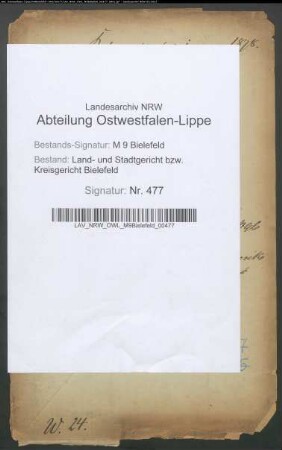 1878.
Landesarchiv NRW
Abteilung Ostwestfalen-Lippe
Bestands-Signatur: M 9 Bielefeld
Bestand: Land- und Stadtgericht bzw.
Kreisgericht Bielefeld
Signatur: Nr. 477
LAV_NRW_OWL_M9Bielefeld_00477
W. 24.